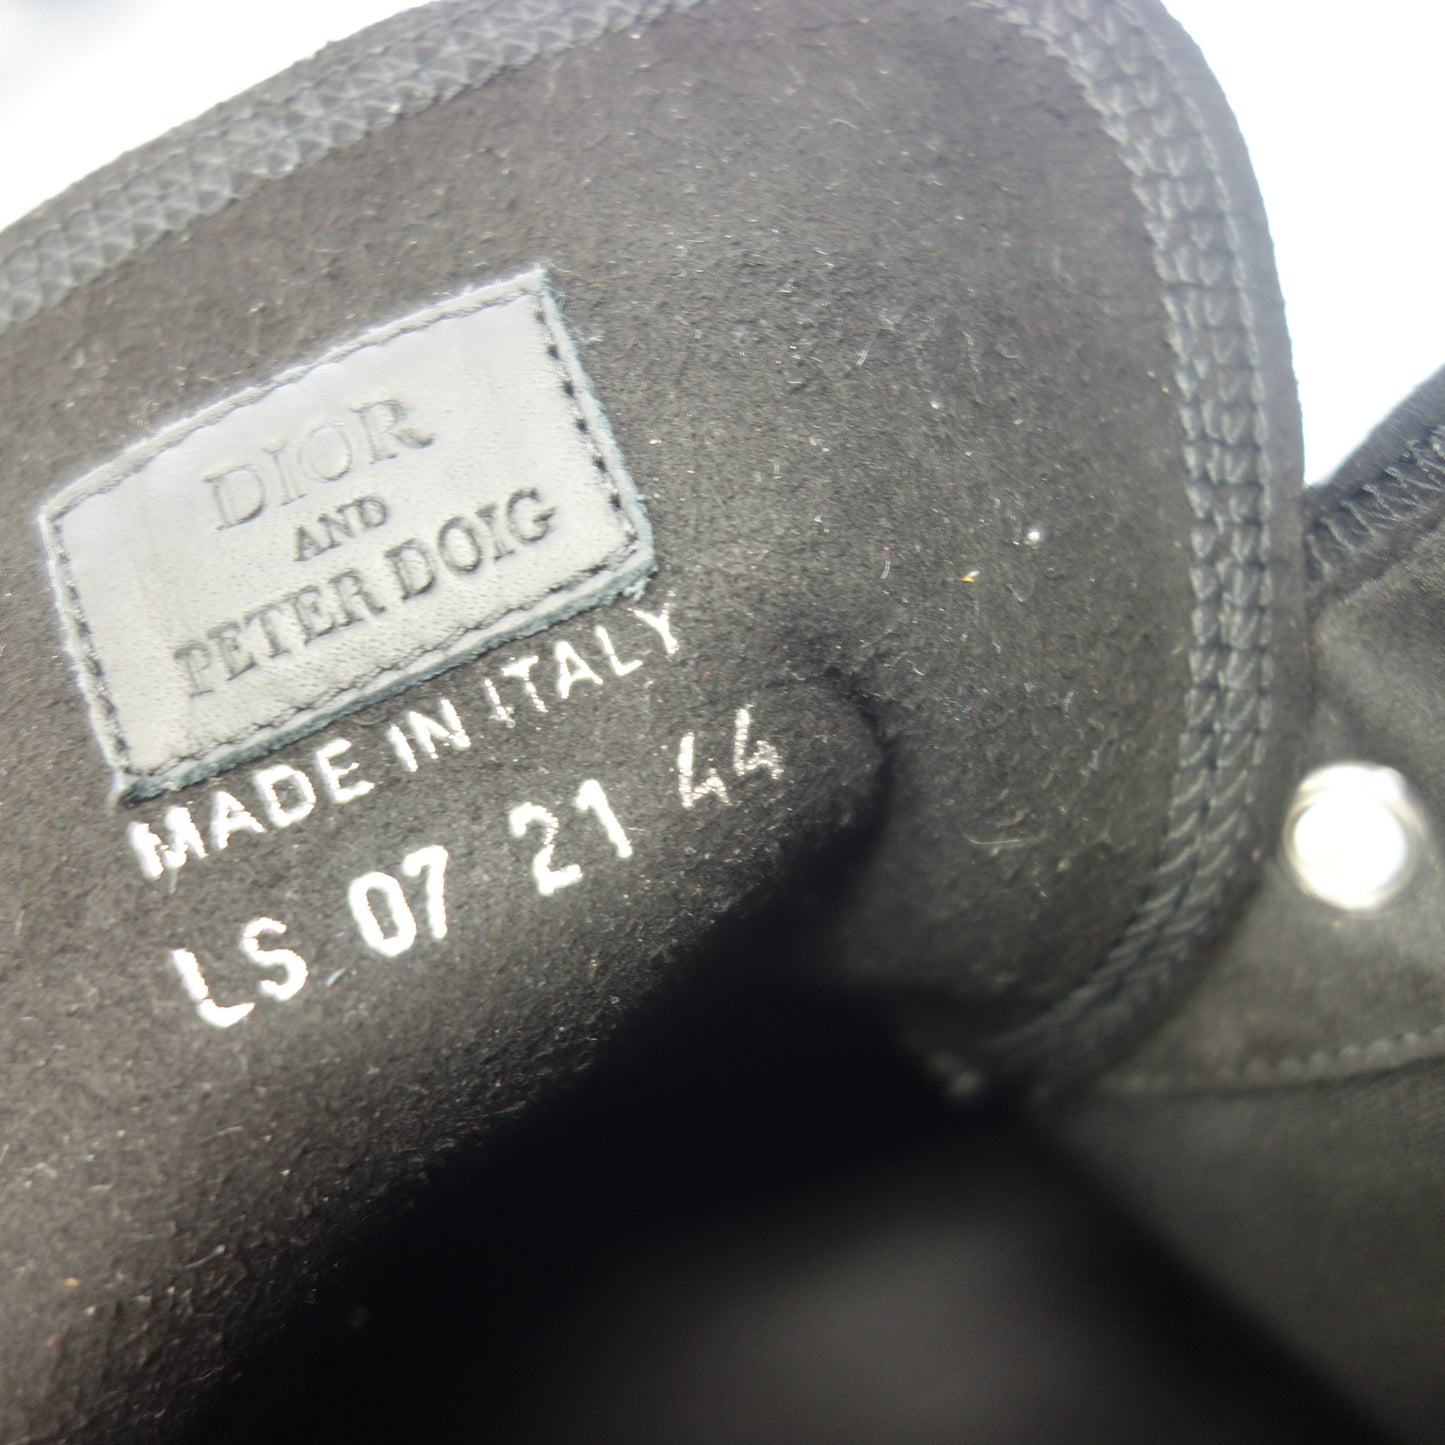 DIOR
AND
PETER DOIG
MADE IN ITALY
LS 07 21 44